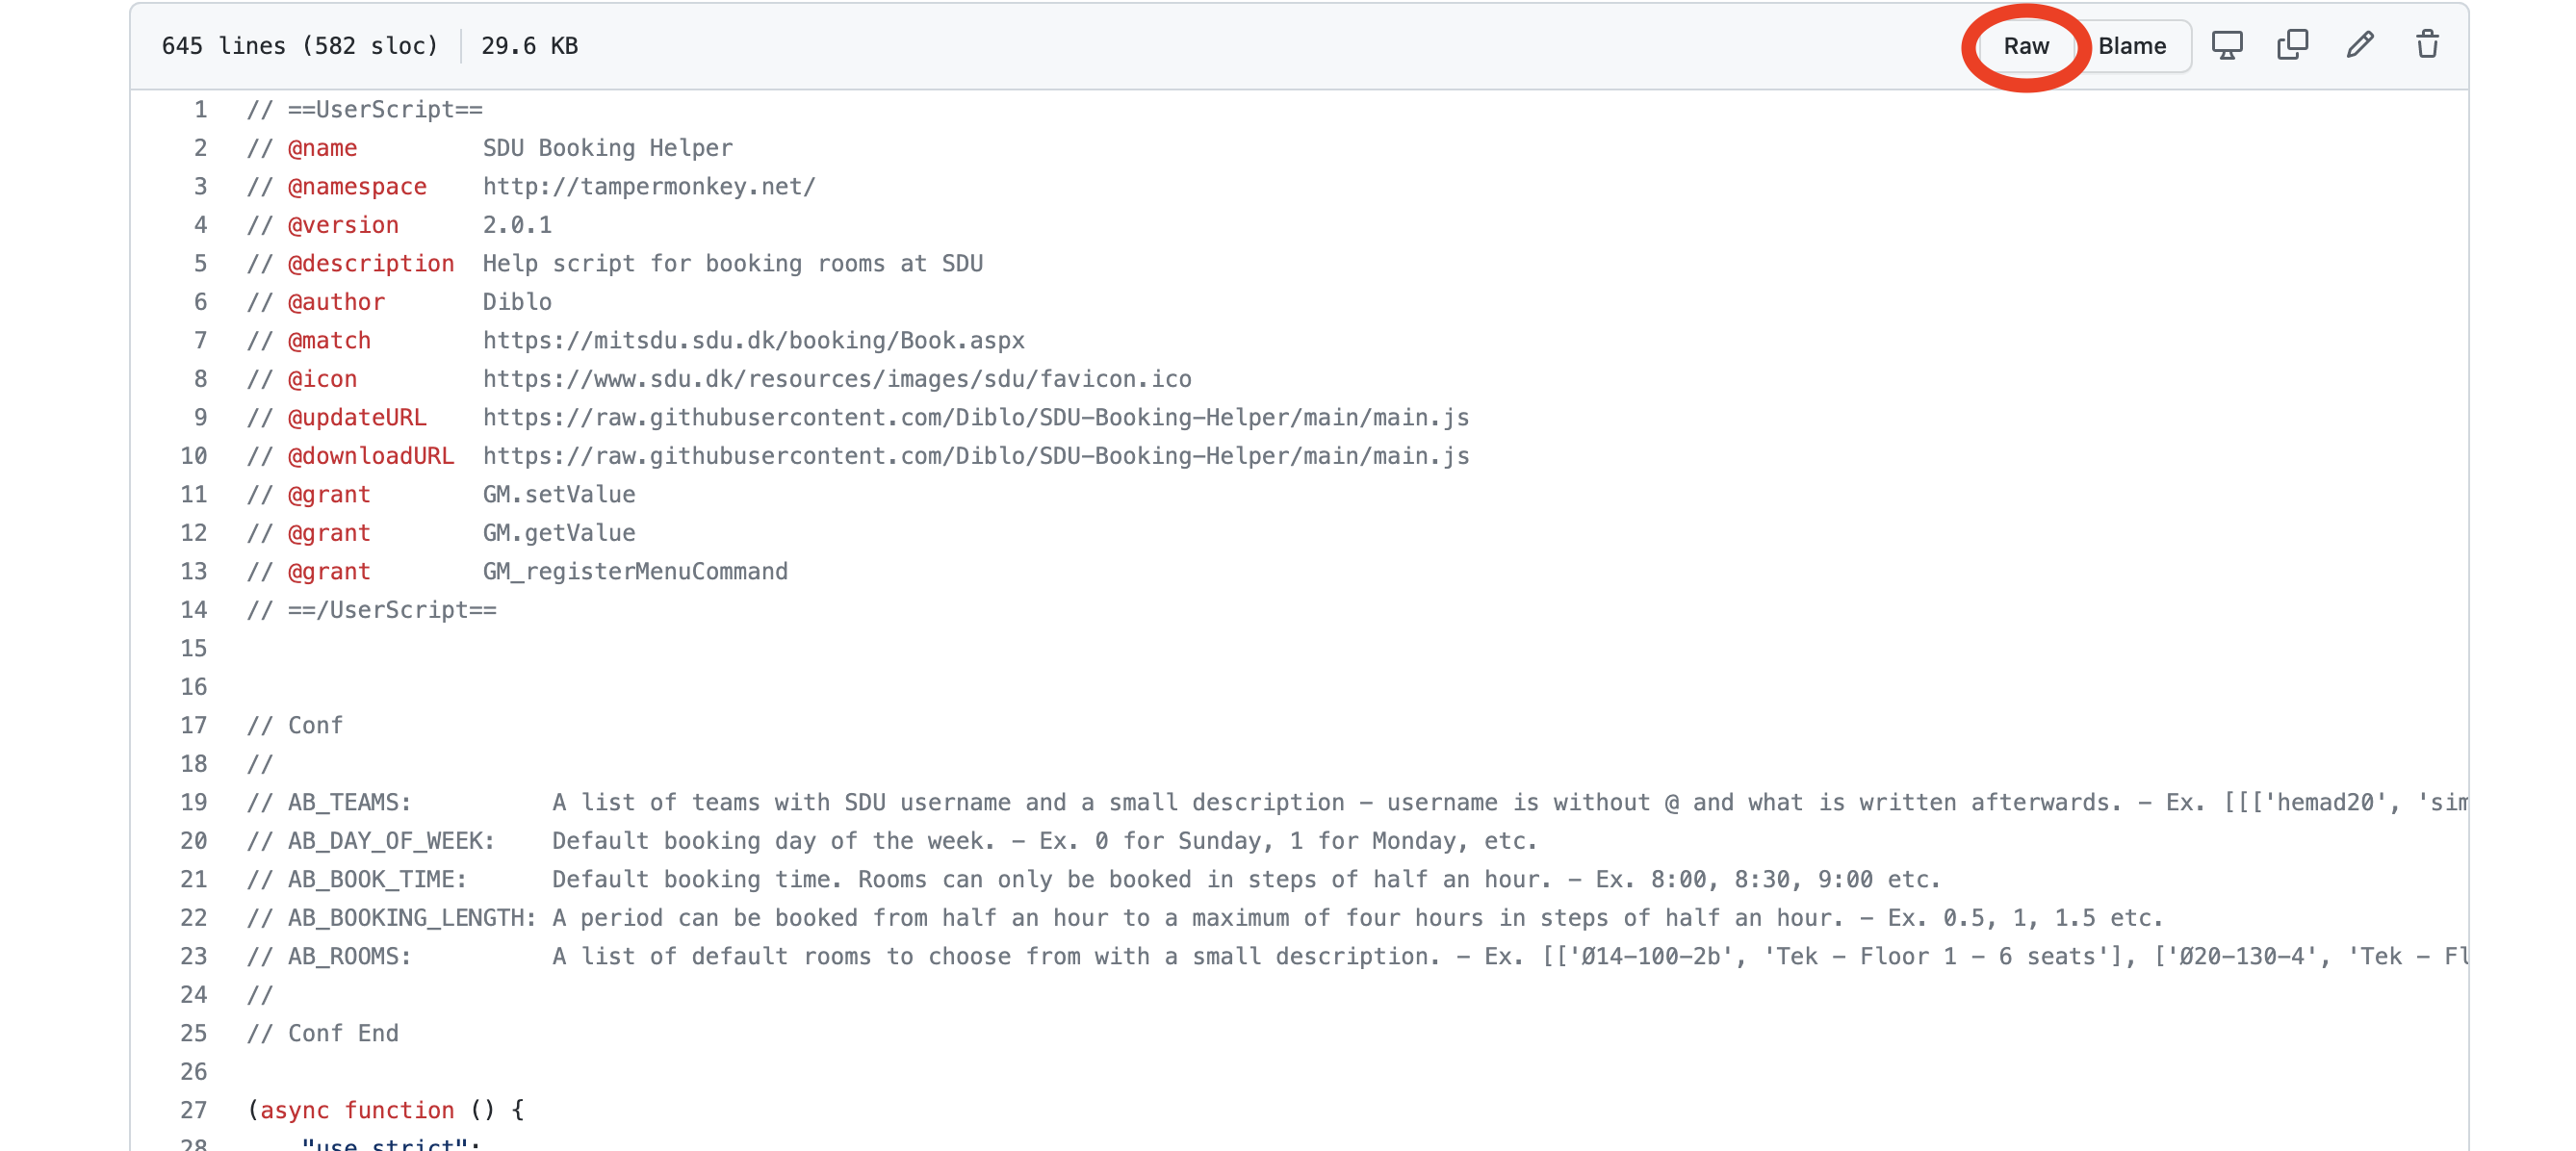 645 lines (582 sloc) 29.6 KB Raw Blame
1 // ==UserScript==
2 // @name SDU Booking Helper
3 // @namespace http://tampermonkey.net/
4 // @version 2.0.1
5 // @description Help script for booking rooms at SDU
6 // @author Diblo
7 // @match https://mitsdu.sdu.dk/booking/Book.aspx
8 // @icon https://www.sdu.dk/resources/images/sdu/favicon.ico
9 // @updateURL https://raw.githubusercontent.com/Diblo/SDU-Booking-Helper/main/main.js
10 // @downloadURL https://raw.githubusercontent.com/Diblo/SDU-Booking-Helper/main/main.js
11 // @grant GM.setValue
12 // @grant GM.getValue
13 // @grant GM_registerMenuCommand
14 // ==/UserScript==
15
16
17 // Conf
18 //
19 // AB_TEAMS: A list of teams with SDU username and a small description - username is without @ and what is written afterwards. - Ex. [[['hemad20', 'sim
20 // AB_DAY_OF_WEEK: Default booking day of the week. - Ex. 0 for Sunday, 1 for Monday, etc.
21 // AB_BOOK_TIME: Default booking time. Rooms can only be booked in steps of half an hour. - Ex. 8:00, 8:30, 9:00 etc.
22 // AB_BOOKING_LENGTH: A period can be booked from half an hour to a maximum of four hours in steps of half an hour. - Ex. 0.5, 1, 1.5 etc.
23 // AB_ROOMS: A list of default rooms to choose from with a small description. - Ex. [['Ø14-100-2b', 'Tek - Floor 1 - 6 seats'], ['Ø20-130-4', 'Tek - Fl
24 //
25 // Conf End
26
27 (async function () {
28 "use strict";